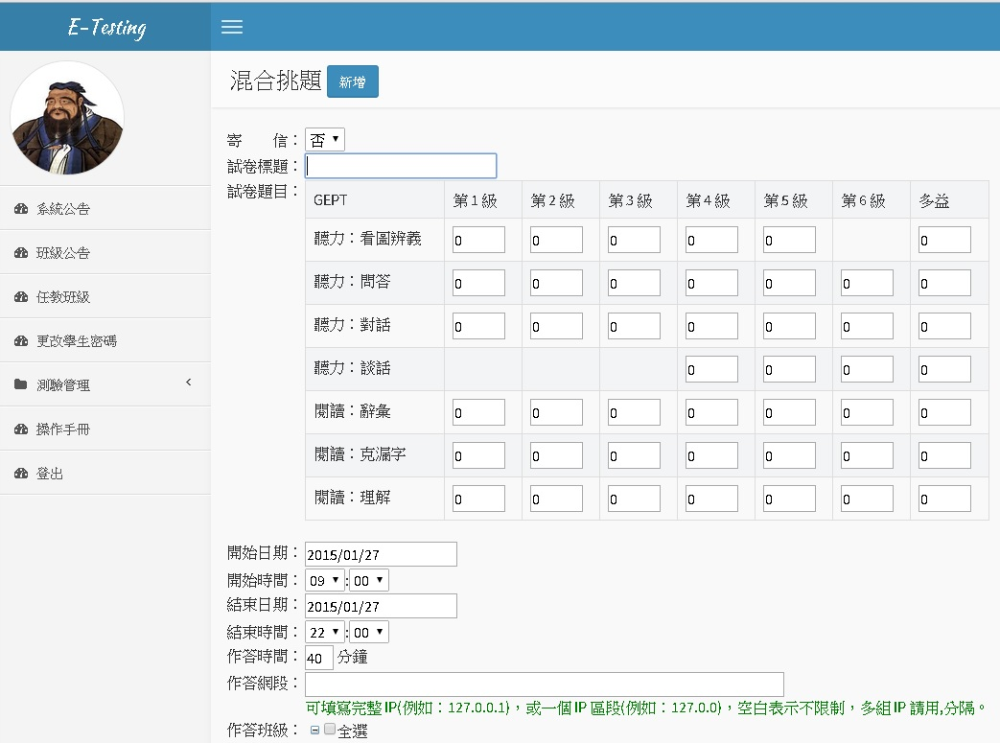 E-Testing
混合挑題 新增
系統公告
班級公告
任教班級
更改學生密碼
測驗管理
操作手冊
登出
寄　　信： 否
試卷標題：
試卷題目：
GEPT 第1級 第2級 第3級 第4級 第5級 第6級 多益
聽力：看圖辨義 0 0 0 0 0 0
聽力：問答 0 0 0 0 0 0 0
聽力：對話 0 0 0 0 0 0 0
聽力：談話 0 0 0 0
閱讀：辭彙 0 0 0 0 0 0 0
閱讀：克漏字 0 0 0 0 0 0 0
閱讀：理解 0 0 0 0 0 0 0
開始日期： 2015/01/27
開始時間： 09 : 00
結束日期： 2015/01/27
結束時間： 22 : 00
作答時間： 40 分鐘
作答網段：
可填寫完整IP(例如：127.0.0.1)，或一個IP區段(例如：127.0.0)，空白表示不限制，多組IP請用,分隔。
作答班級： 全選